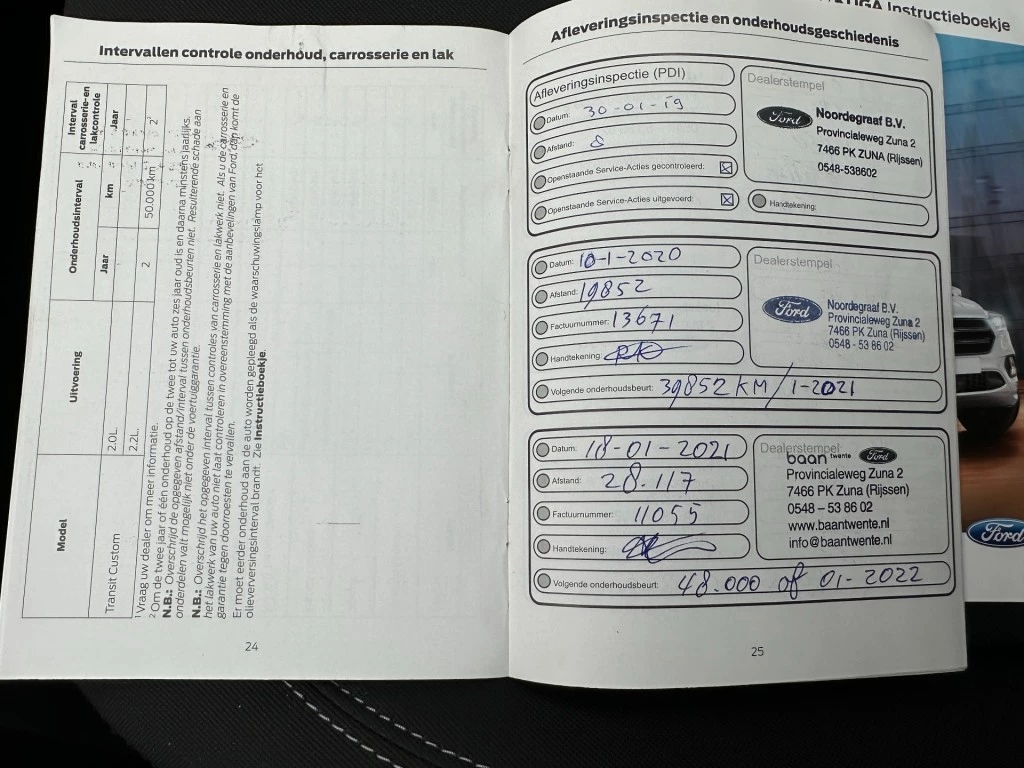 Intervallen controle onderhoud, carrosserie en lak
Model
Uitvoering
Onderhoudsinterval
Interval carrosserie-en lakcontrole
Jaar
km
Jaar
Transit Custom
2.0L.
2.2L.
2
50.000 km
2
1 Vraag uw dealer om meer informatie.
2 Om de twee jaar of één onderhoud op de twee tot uw auto zes jaar oud is en daarna minstens jaarlijks.
N.B.: Overschrijd de opgegeven afstand/interval tussen onderhoudsbeurten niet. Resulterende schade aan
onderdelen valt mogelijk niet onder de voertuiggarantie.
N.B.: Overschrijd het opgegeven interval tussen controles van carrosserie en lakwerk niet. Als u de carrosserie en
het lakwerk van uw auto niet laat controleren in overeenstemming met de aanbevelingen van Ford, dan komt de
garantie tegen doorroesten te vervallen.
Er moet eerder onderhoud aan de auto worden gepleegd als de waarschuwingslamp voor het
olieverversingsinterval brandt. Zie Instructieboekje.
24
Afleveringsinspectie en onderhoudsgeschiedenis
Afleveringsinspectie (PDI)
Datum: 30-01-19
Afstand: 8
Openstaande Service-Acties gecontroleerd:
Openstaande Service-Acties uitgevoerd:
Dealerstempel
Ford
Noordegraaf B.V.
Provincialeweg Zuna 2
7466 PK ZUNA (Rijssen)
0548-538602
Handtekening:
Datum: 10-1-2020
Afstand: 19852
Factuurnummer: 13671
Handtekening:
Volgende onderhoudsbeurt: 39852 KM / 1-2021
Dealerstempel
Ford
Noordegraaf B.V.
Provincialeweg Zuna 2
7466 PK Zuna (Rijssen)
0548 - 53 86 02
Datum: 18-01-2021
Afstand: 28.117
Factuurnummer: 11055
Handtekening:
Volgende onderhoudsbeurt: 48.000 of 01-2022
Dealerstempel
baan twente Ford
Provincialeweg Zuna 2
7466 PK Zuna (Rijssen)
0548 – 53 86 02
www.baantwente.nl
info@baantwente.nl
25
Instructieboekje
Ford